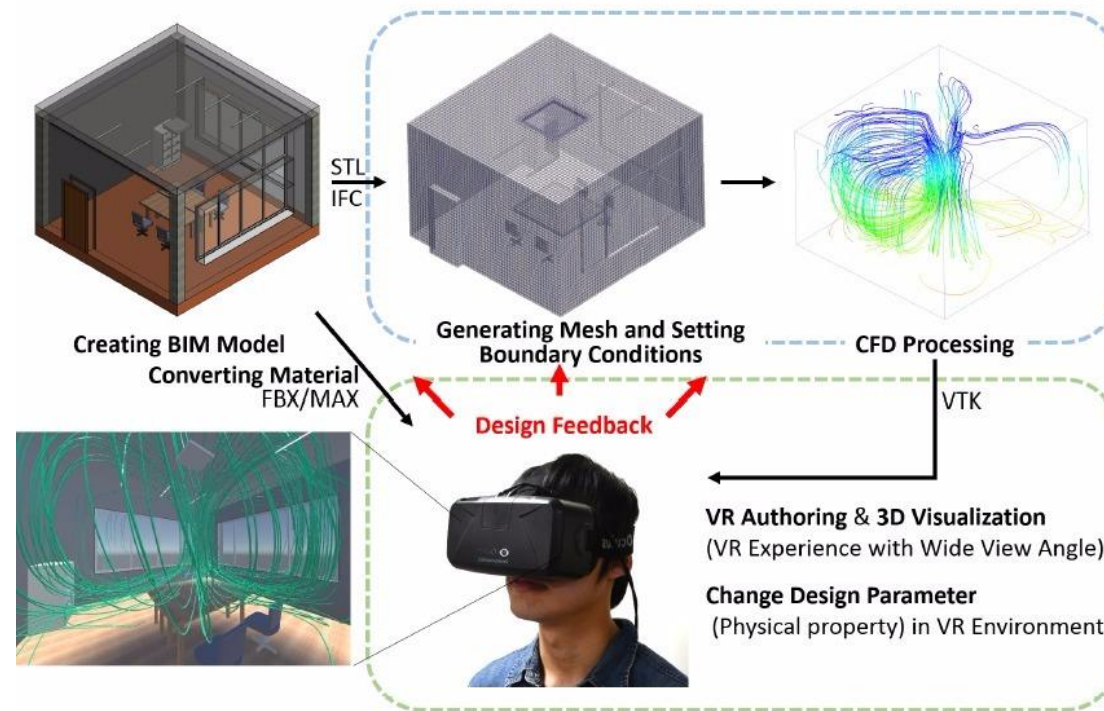 STL
IFC
Creating BIM Model
Generating Mesh and Setting
Boundary Conditions
CFD Processing
Converting Material
FBX/MAX
VTK
Design Feedback
VR Authoring & 3D Visualization
(VR Experience with Wide View Angle)
Change Design Parameter
(Physical property) in VR Environment